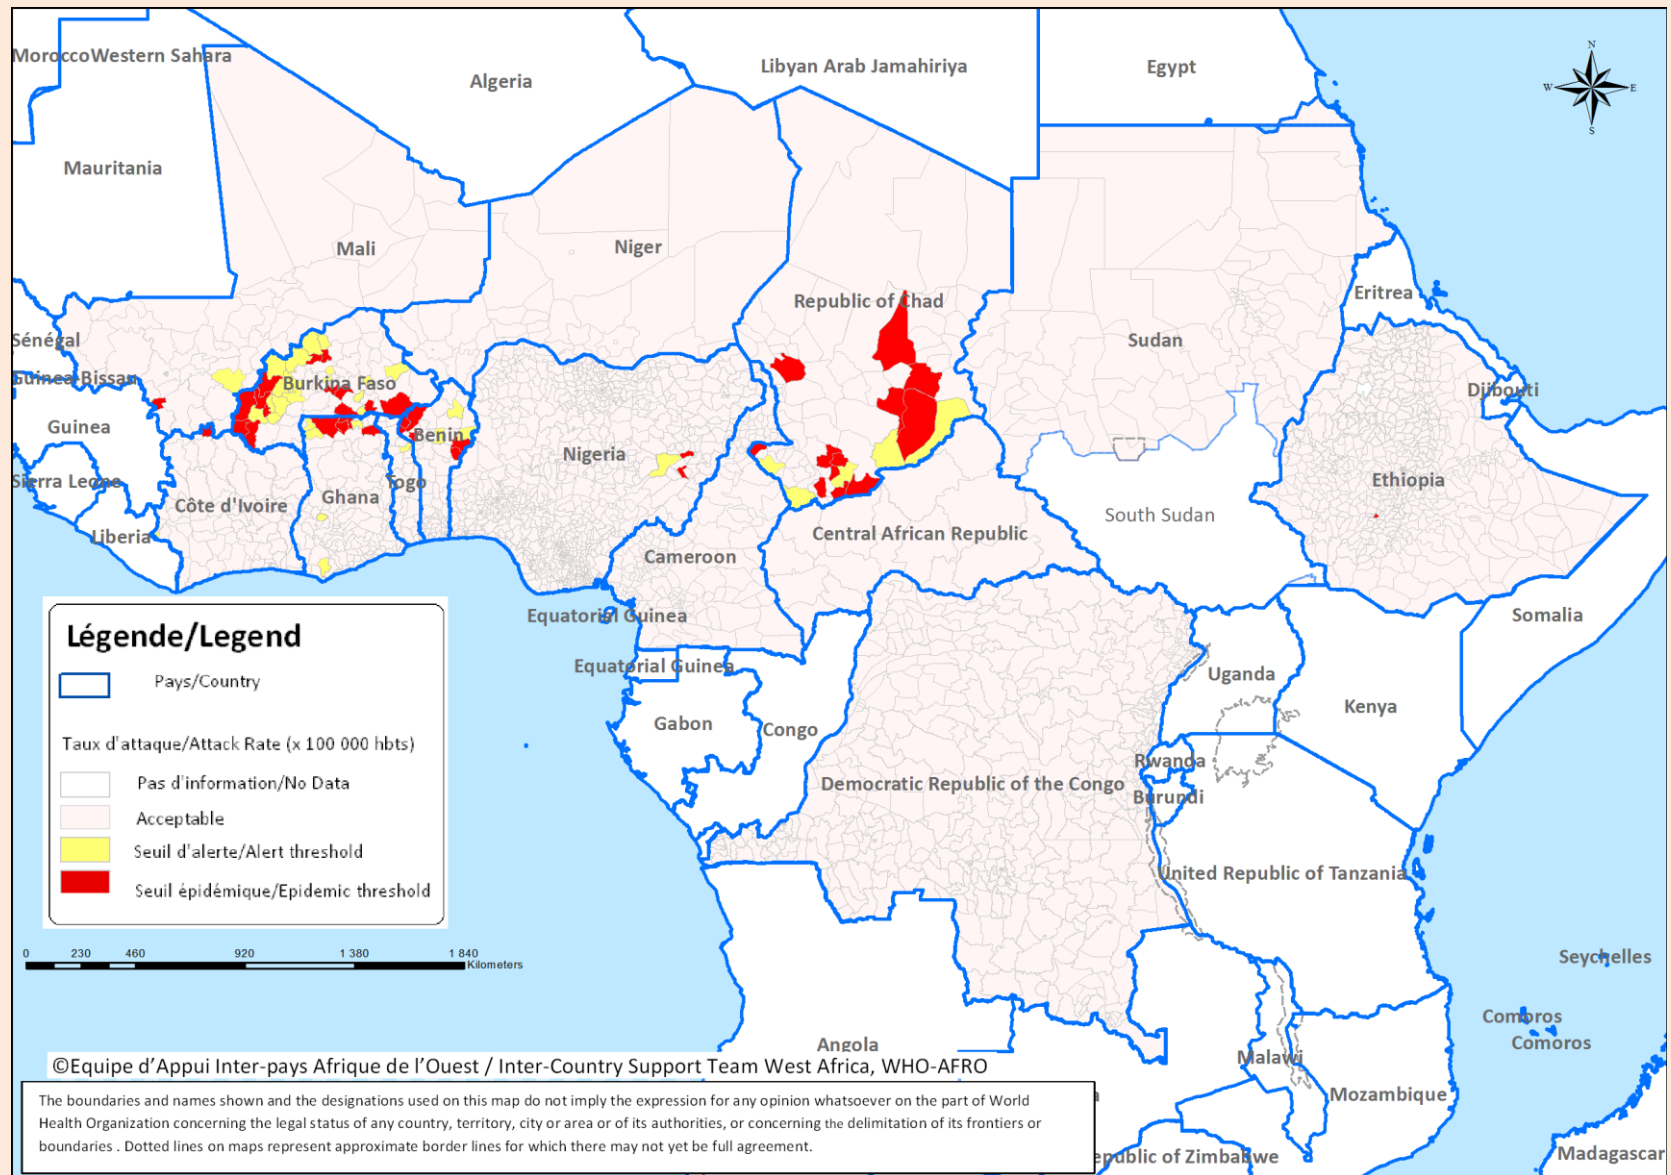 N
W E
S
Morocco
Western Sahara
Algeria
Libyan Arab Jamahiriya
Egypt
Mauritania
Mali
Niger
Republic of Chad
Sudan
Eritrea
Sénégal
Guinea-Bissau
Burkina Faso
Djibouti
Guinea
Benin
Nigeria
Sierra Leone
Côte d'Ivoire
Ghana
Togo
Ethiopia
South Sudan
Liberia
Central African Republic
Cameroon
Equatorial Guinea
Somalia
Equatorial Guinea
Uganda
Gabon
Congo
Kenya
Rwanda
Democratic Republic of the Congo
Burundi
United Republic of Tanzania
Seychelles
Comoros
Comoros
Angola
Malawi
Mozambique
epublic of Zimbabwe
Madagascar
Légende/Legend
Pays/Country
Taux d'attaque/Attack Rate (x 100 000 hbts)
Pas d'information/No Data
Acceptable
Seuil d'alerte/Alert threshold
Seuil épidémique/Epidemic threshold
0 230 460 920 1 380 1 840
Kilometers
©Equipe d'Appui Inter-pays Afrique de l'Ouest / Inter-Country Support Team West Africa, WHO-AFRO
The boundaries and names shown and the designations used on this map do not imply the expression for any opinion whatsoever on the part of World
Health Organization concerning the legal status of any country, territory, city or area or of its authorities, or concerning the delimitation of its frontiers or
boundaries . Dotted lines on maps represent approximate border lines for which there may not yet be full agreement.